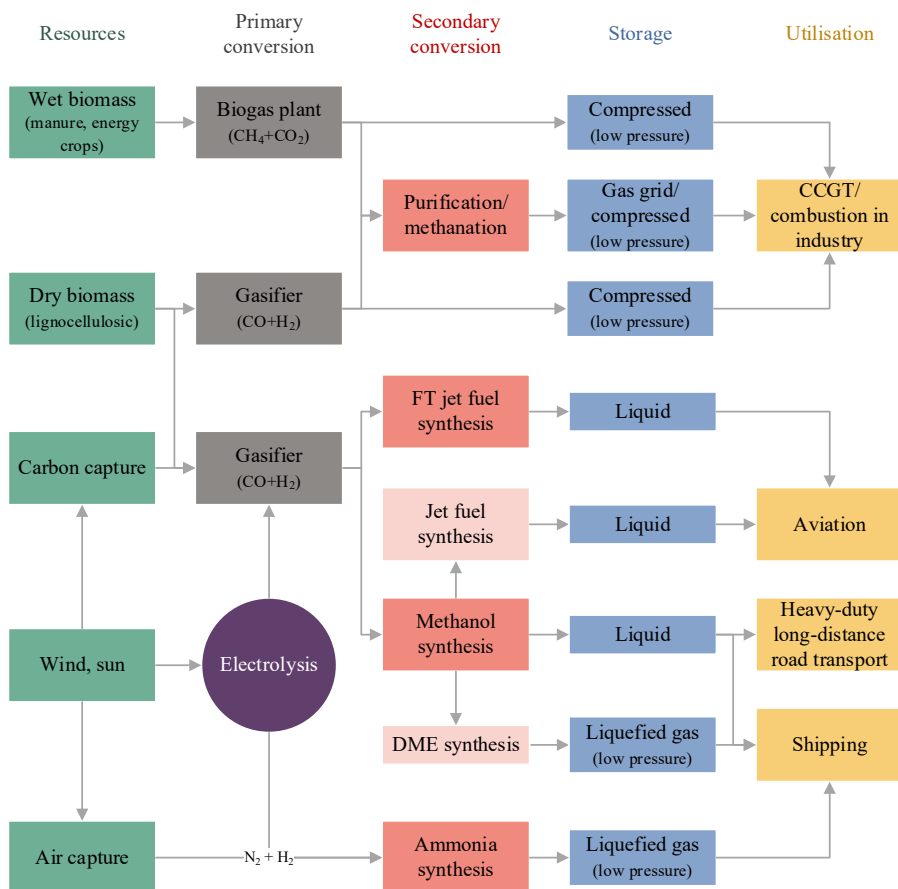 Resources
Primary
conversion
Secondary
conversion
Storage
Utilisation
Wet biomass
(manure, energy
crops)
Biogas plant
(CH₄+CO₂)
Compressed
(low pressure)
Purification/
methanation
Gas grid/
compressed
(low pressure)
CCGT/
combustion in
industry
Dry biomass
(lignocellulosic)
Gasifier
(CO+H₂)
Compressed
(low pressure)
FT jet fuel
synthesis
Liquid
Carbon capture
Gasifier
(CO+H₂)
Jet fuel
synthesis
Liquid
Aviation
Wind, sun
Electrolysis
Methanol
synthesis
Liquid
Heavy-duty
long-distance
road transport
DME synthesis
Liquefied gas
(low pressure)
Shipping
Air capture
N₂ + H₂
Ammonia
synthesis
Liquefied gas
(low pressure)